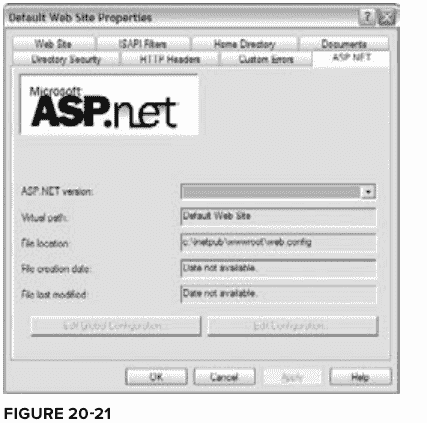 Default Web Site Properties
Web Site ISAPI Filters Home Directory Documents
Directory Security HTTP Headers Custom Errors ASP.NET
Microsoft
ASP.net
ASP.NET version:
Virtual path: Default Web Site
File location: c:\inetpub\wwwroot\web.config
File creation date: Date not available.
File last modified: Date not available.
Edit Global Configuration... Edit Configuration...
OK Cancel Apply Help
FIGURE 20-21